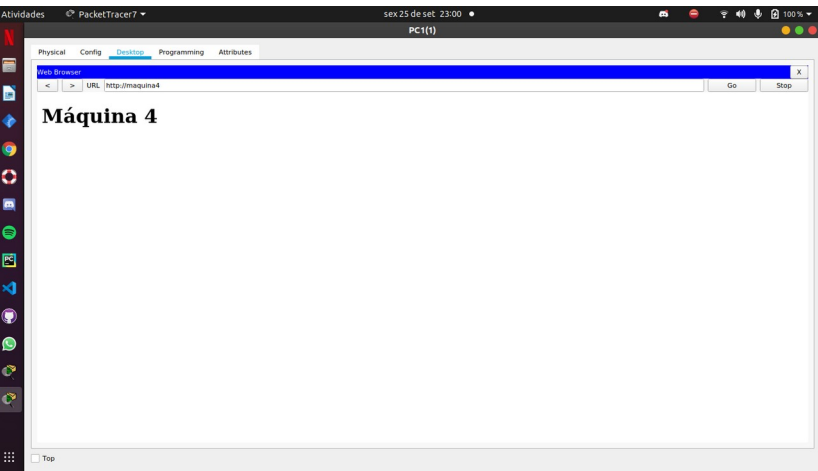 Atividades PacketTracer7 sex 25 de set 23:00 100 %
PC1(1)
Physical Config Desktop Programming Attributes
Web Browser X
< > URL http://maquina4 Go Stop
Máquina 4
Top